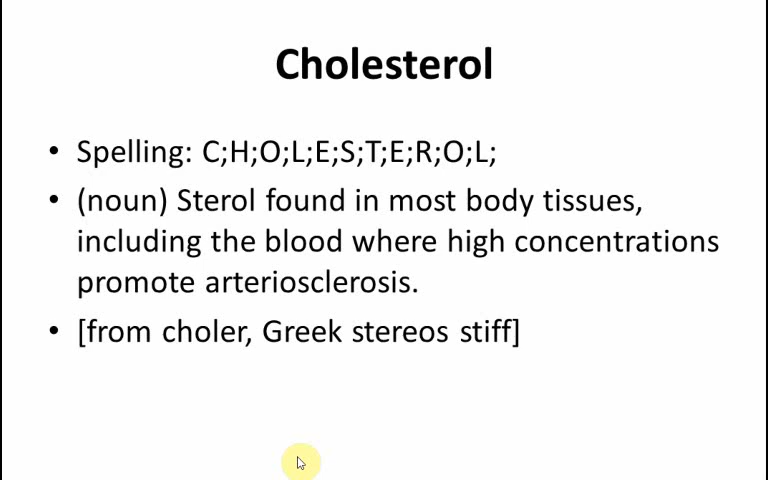 Cholesterol
• Spelling: C;H;O;L;E;S;T;E;R;O;L;
• (noun) Sterol found in most body tissues,
including the blood where high concentrations
promote arteriosclerosis.
• [from choler, Greek stereos stiff]